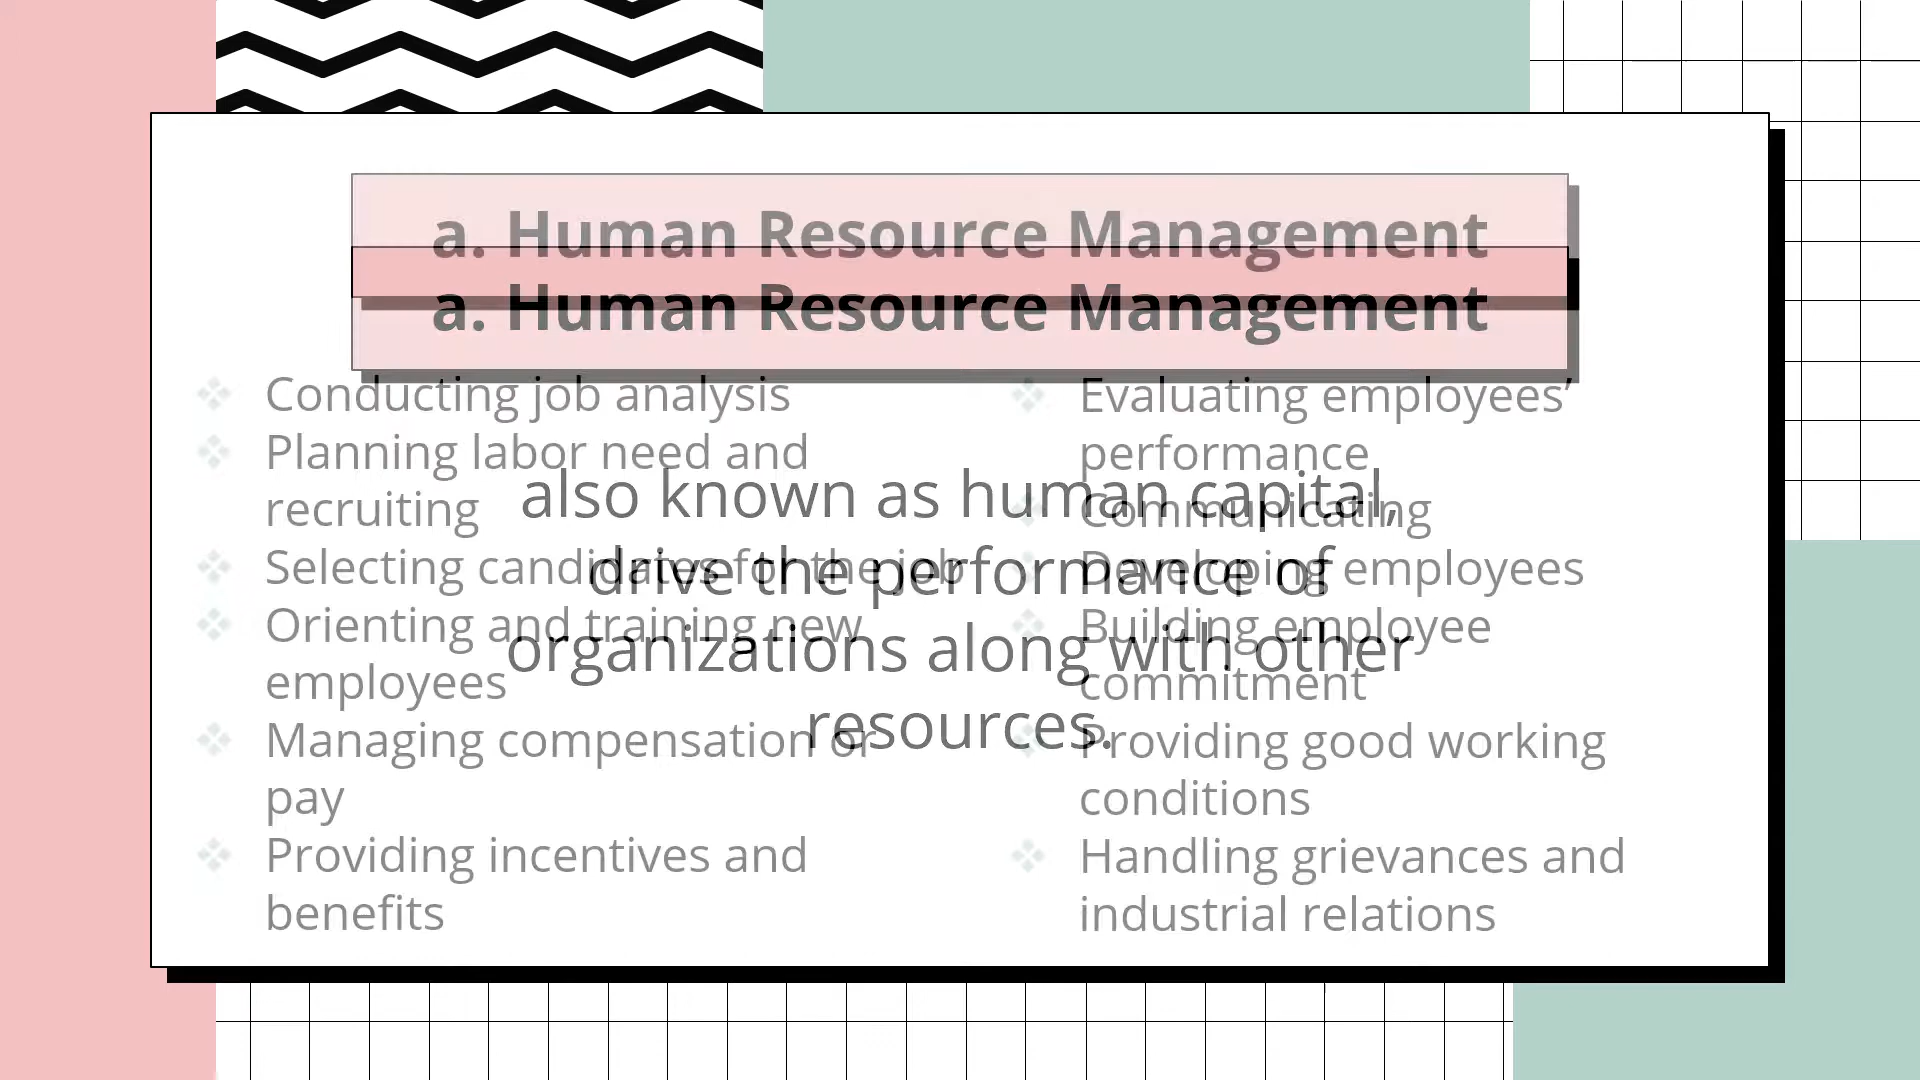 a. Human Resource Management
a. Human Resource Management
also known as human capital,
drive the performance of
organizations along with other
resources.
❖ Conducting job analysis
❖ Planning labor need and
recruiting
❖ Selecting candidates for the job
❖ Orienting and training new
employees
❖ Managing compensation or
pay
❖ Providing incentives and
benefits
❖ Evaluating employees’
performance
❖ Communicating
❖ Developing employees
❖ Building employee
commitment
❖ Providing good working
conditions
❖ Handling grievances and
industrial relations